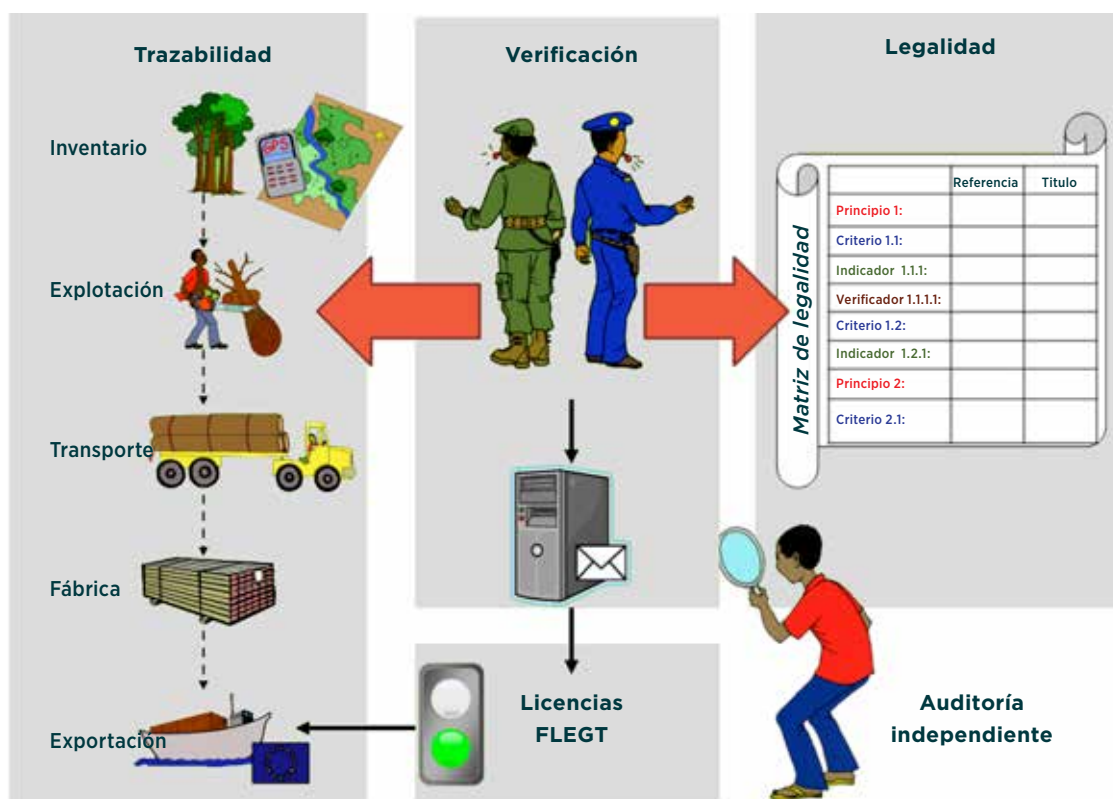 Trazabilidad
Inventario
GPS
Explotación
Transporte
Fábrica
Exportación
Verificación
Licencias
FLEGT
Legalidad
Matriz de legalidad
Referencia Titulo
Principio 1:
Criterio 1.1:
Indicador 1.1.1:
Verificador 1.1.1.1:
Criterio 1.2:
Indicador 1.2.1:
Principio 2:
Criterio 2.1:
Auditoría
independiente